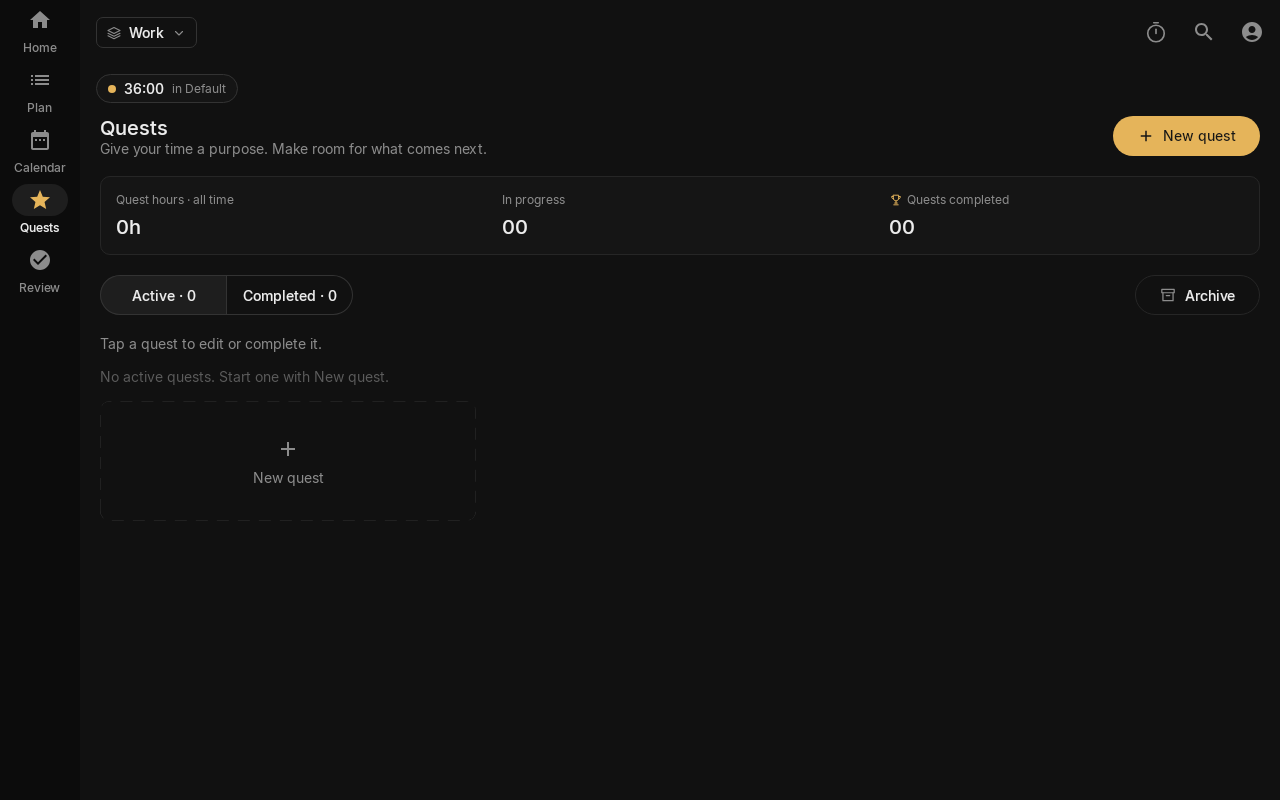 Home
Plan
Calendar
Quests
Review
Work
36:00 in Default
Quests
Give your time a purpose. Make room for what comes next.
New quest
Quest hours · all time
0h
In progress
00
Quests completed
00
Active · 0
Completed · 0
Archive
Tap a quest to edit or complete it.
No active quests. Start one with New quest.
New quest